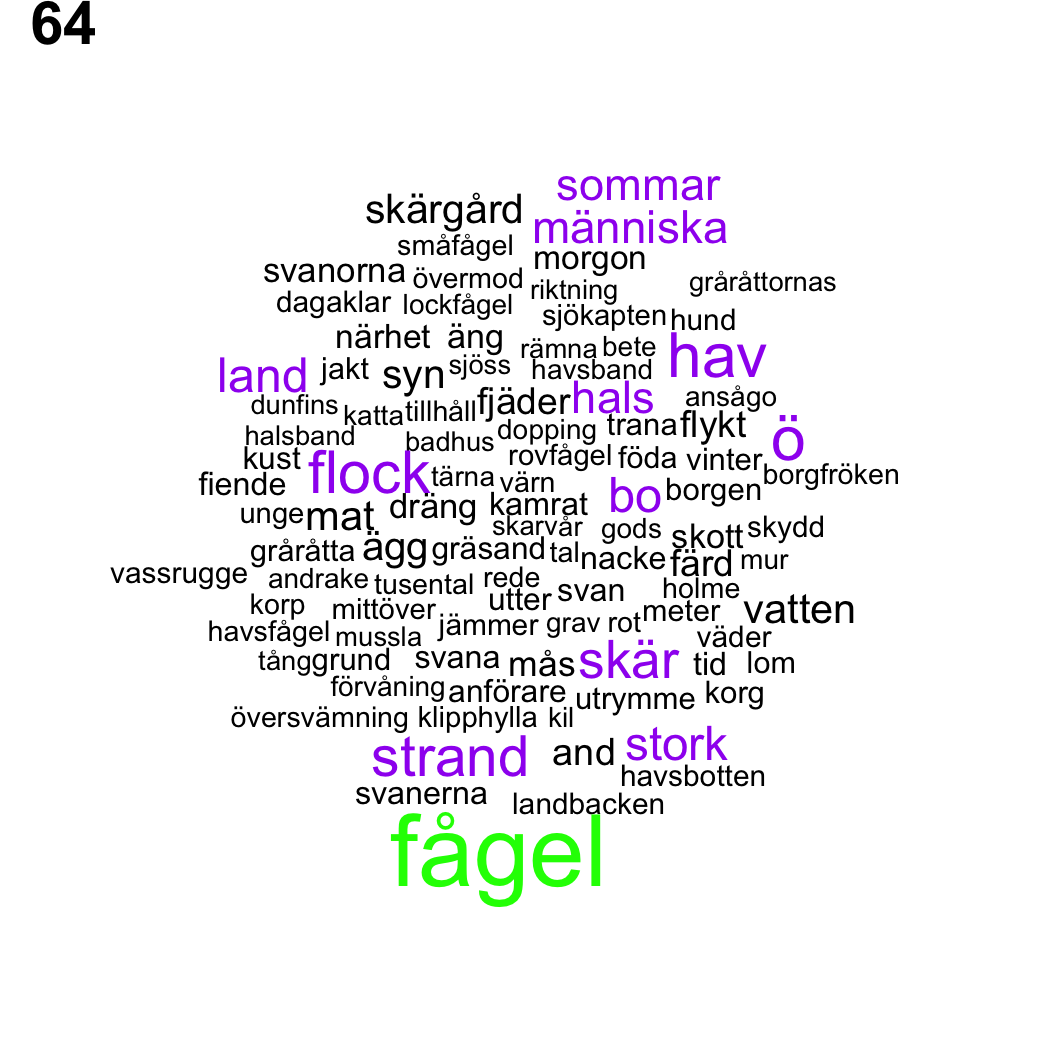 64
sommar
skärgård människa
småfågel morgon
svanorna övermod riktning gråråttornas
dagaklar lockfågel sjökapten hund
närhet äng rämna bete hav
land jakt syn sjöss havsband
dunfins katta tillhåll fjäder hals ansågo
halsband badhus dopping trana flykt ö
kust flock tärna rovfågel föda vinter borgfröken
fiende värn bo borgen
unge mat dräng kamrat skarvår gods skott skydd
gråråtta ägg gräsand tal nacke färd mur
vassrugge andrake tusental rede utter svan holme
korp mittöver jämmer grav rot meter vatten
havsfågel mussla väder
tång grund svana mås skär tid lom
förvåning anförare utrymme korg
översvämning klipphylla kil
strand and stork
havsbotten
svanerna landbacken
fågel